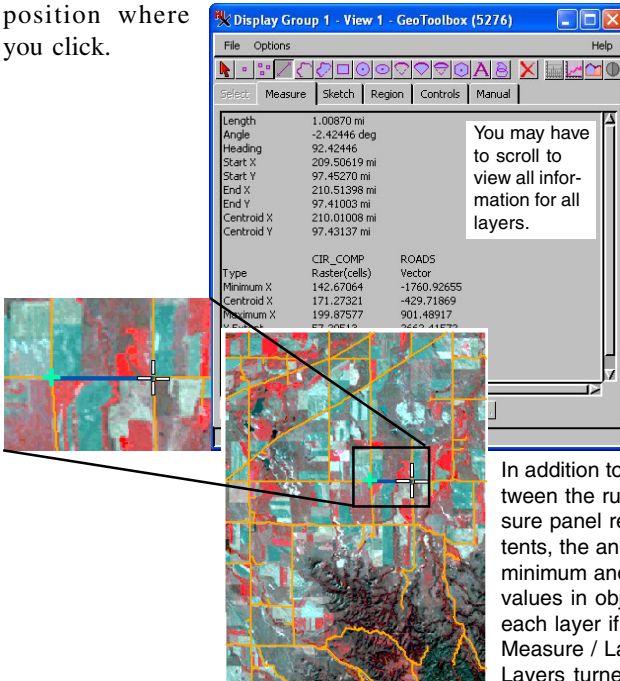 position where
you click.
Display Group 1 - View 1 - GeoToolbox (5276)
File Options Help
Select Measure Sketch Region Controls Manual
Length 1.00870 mi
Angle -2.42446 deg
Heading 92.42446
Start X 209.50619 mi
Start Y 97.45270 mi
End X 210.51398 mi
End Y 97.41003 mi
Centroid X 210.01008 mi
Centroid Y 97.43137 mi
CIR_COMP ROADS
Type Raster(cells) Vector
Minimum X 142.67064 -1760.92655
Centroid X 171.27321 -429.71869
Maximum X 199.87577 901.48917
You may have
to scroll to
view all infor-
mation for all
layers.
In addition to
tween the ru
sure panel re
tents, the an
minimum and
values in obj
each layer if
Measure / La
Layers turne